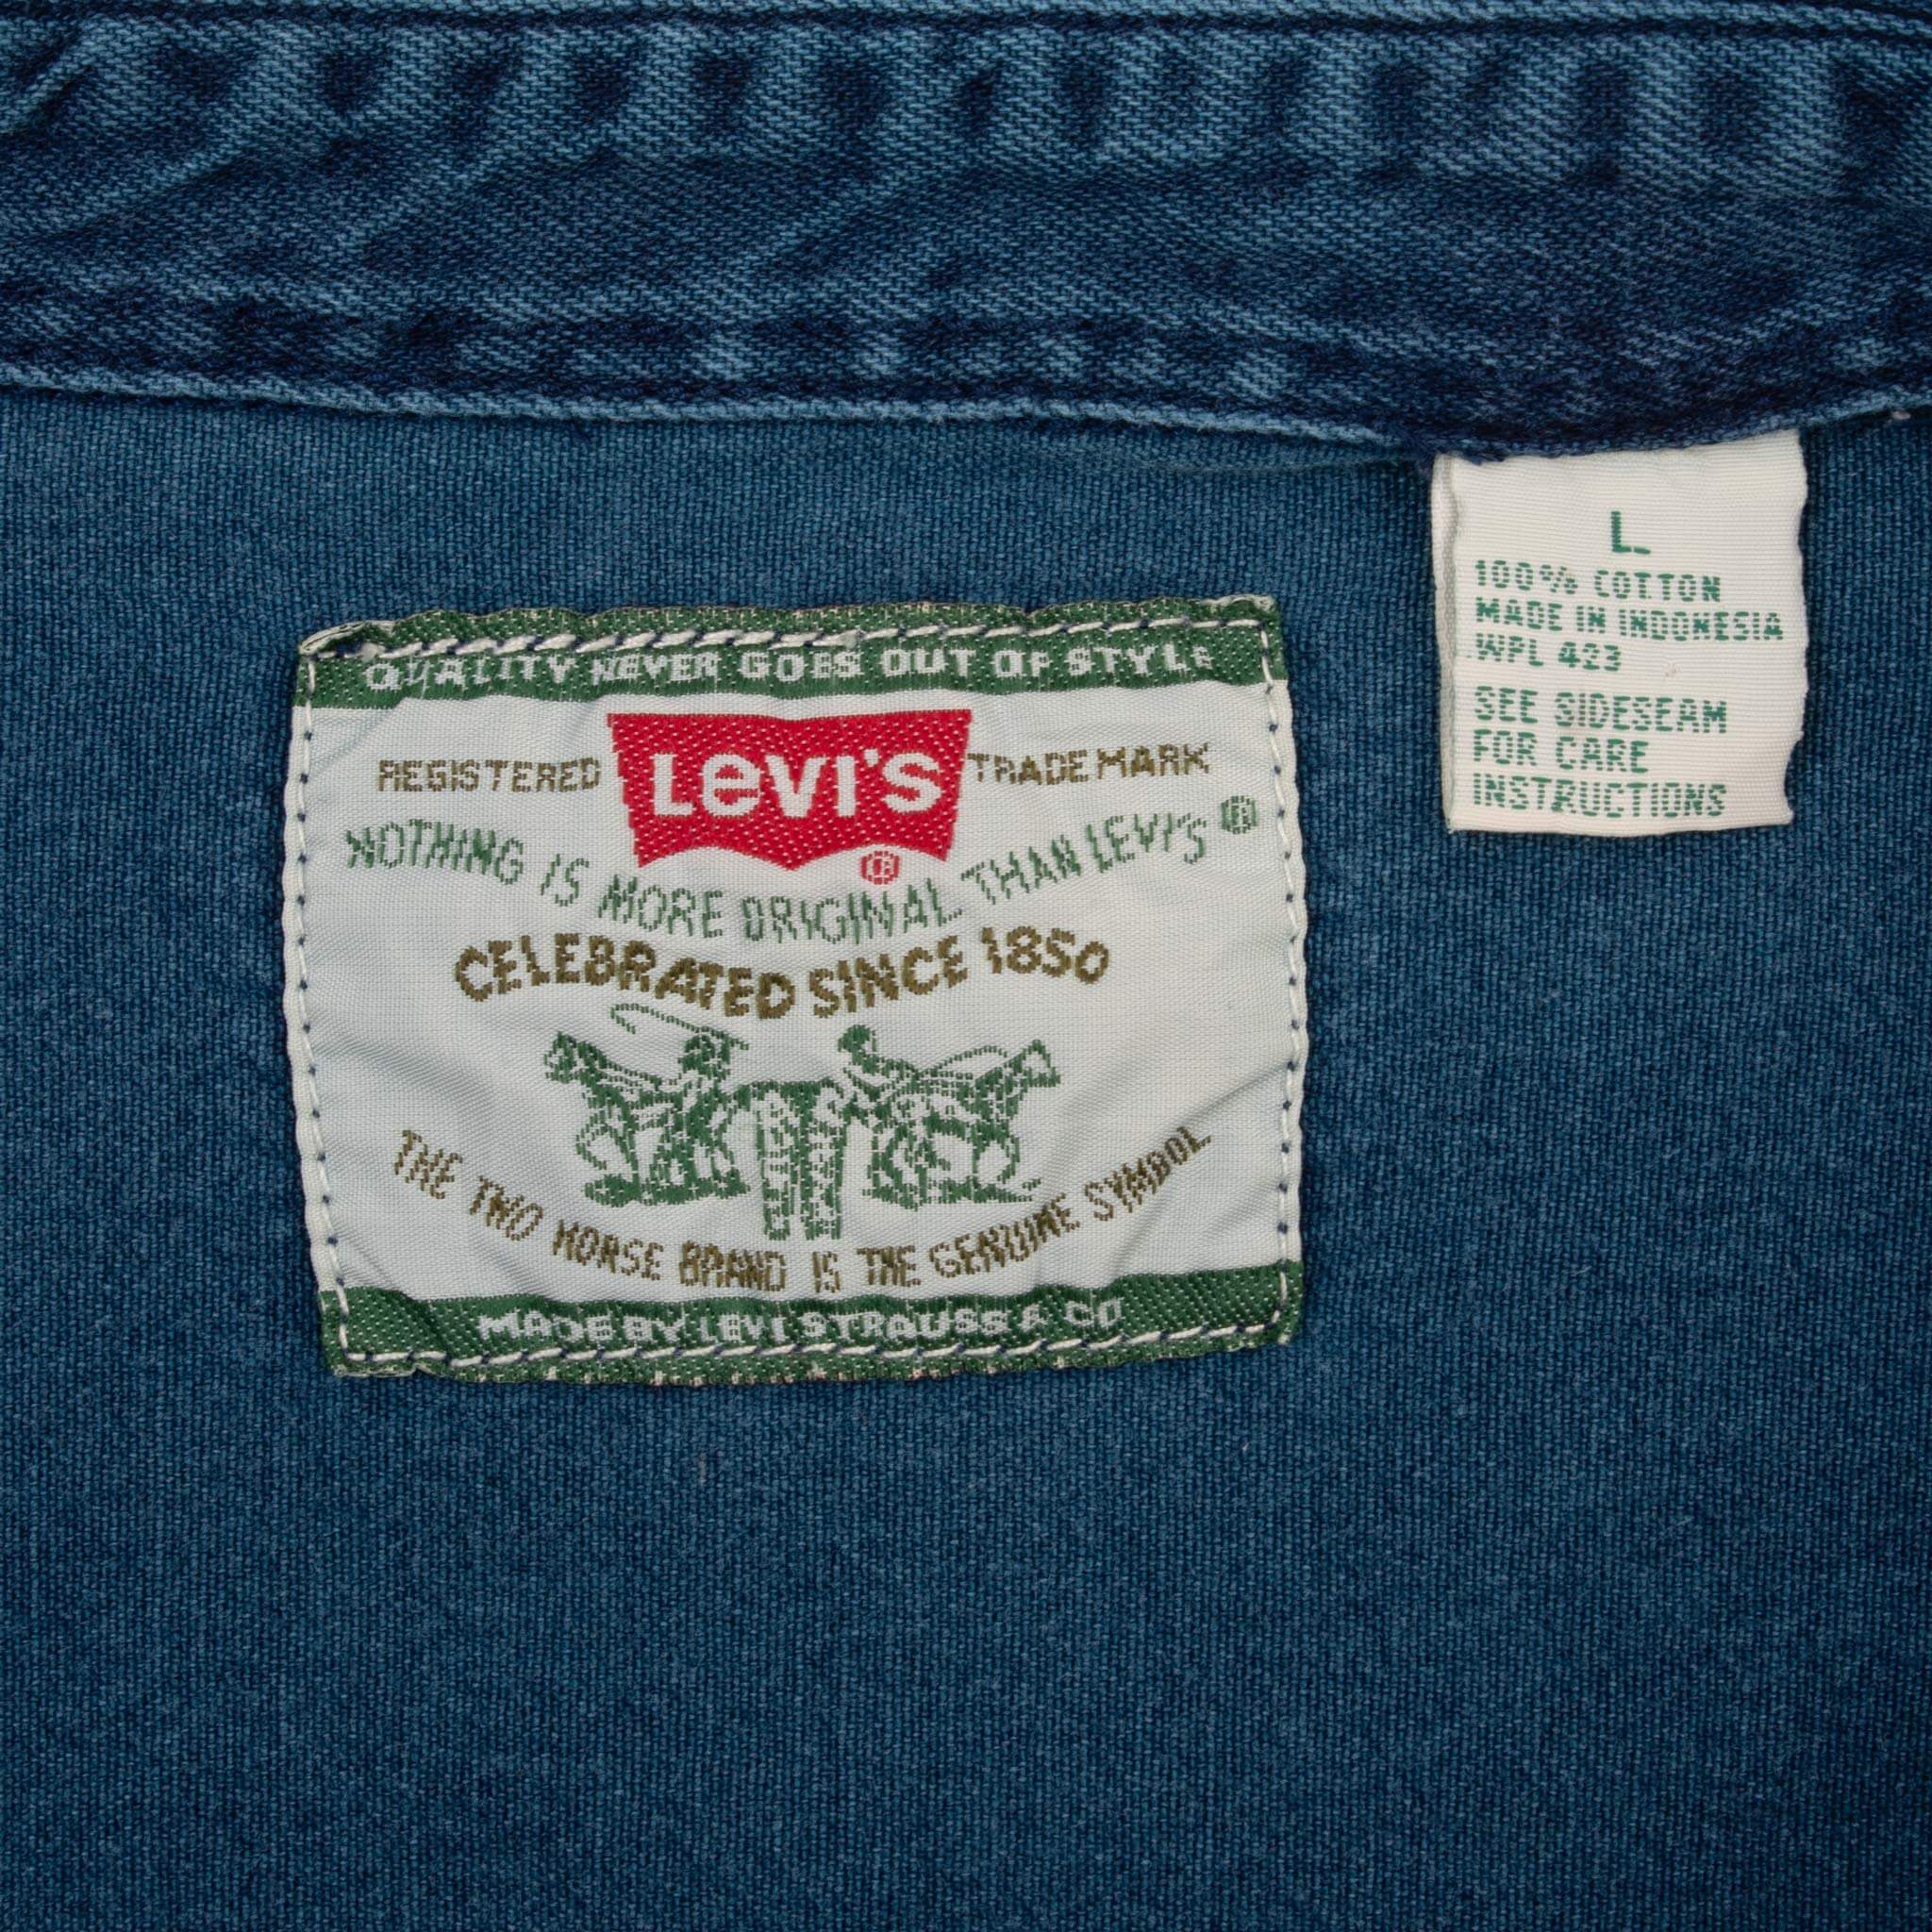 QUALITY NEVER GOES OUT OF STYLE
REGISTERED LEVI'S TRADEMARK
®
NOTHING IS MORE ORIGINAL THAN LEVI'S ®
CELEBRATED SINCE 1850
THE TWO HORSE BRAND IS THE GENUINE SYMBOL
MADE BY LEVI STRAUSS & CO
L
100% COTTON
MADE IN INDONESIA
WPL 423
SEE SIDESEAM
FOR CARE
INSTRUCTIONS